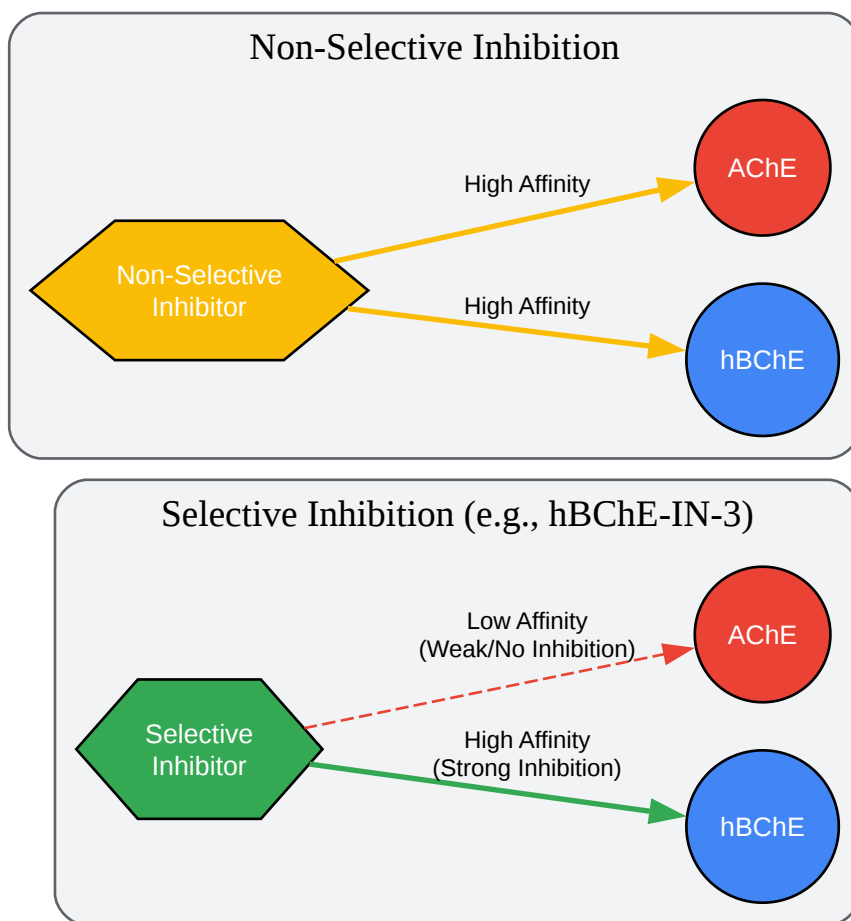 Non-Selective Inhibition
AChE
High Affinity
Non-Selective
Inhibitor
High Affinity
hBChE
Selective Inhibition (e.g., hBChE-IN-3)
Low Affinity
(Weak/No Inhibition)
AChE
Selective
Inhibitor
High Affinity
(Strong Inhibition)
hBChE